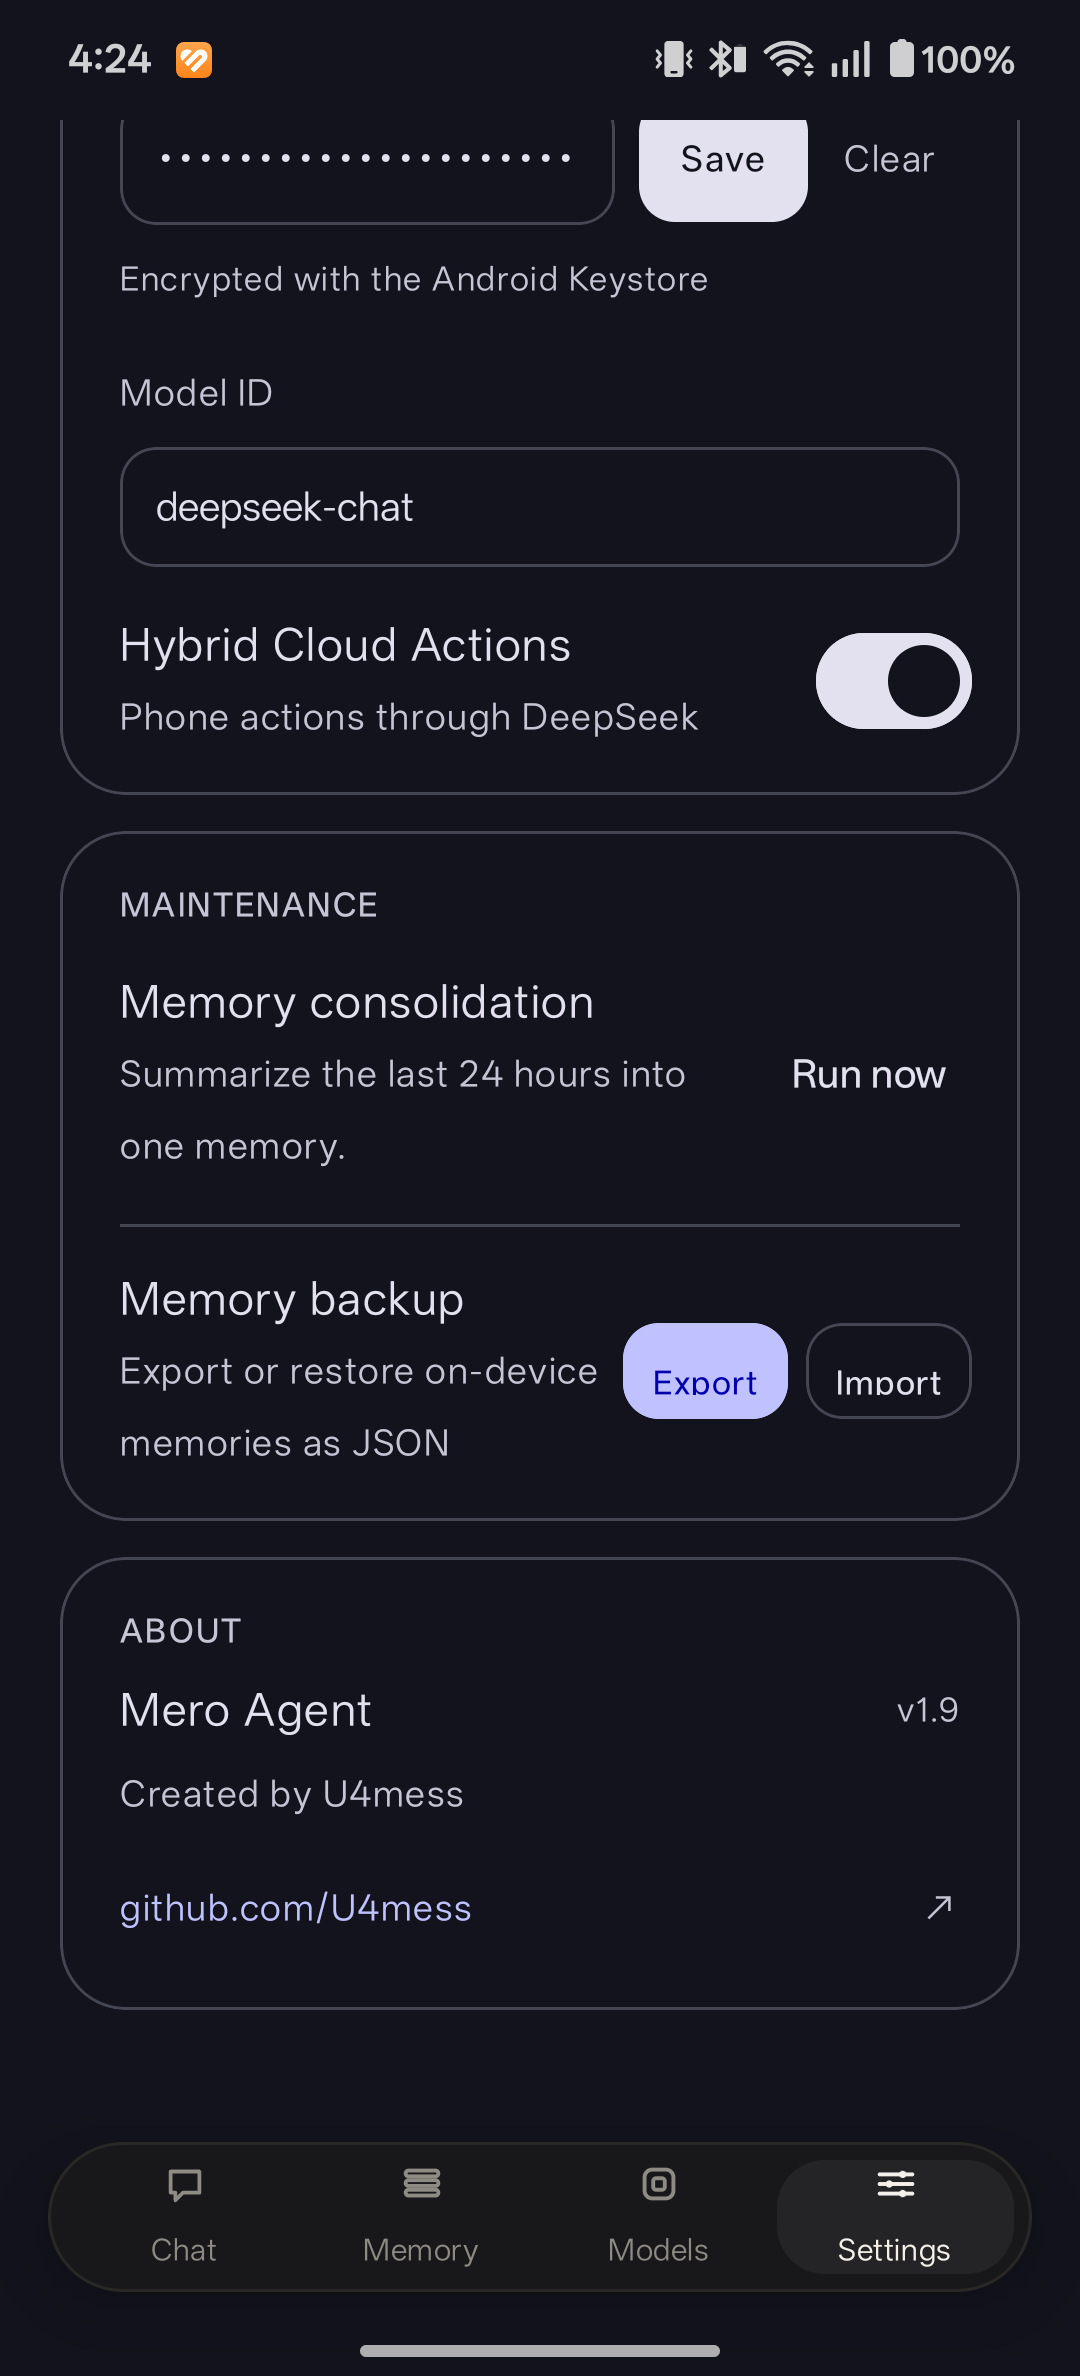 4:24
100%
Save
Clear
Encrypted with the Android Keystore
Model ID
deepseek-chat
Hybrid Cloud Actions
Phone actions through DeepSeek
MAINTENANCE
Memory consolidation
Summarize the last 24 hours into
one memory.
Run now
Memory backup
Export or restore on-device
memories as JSON
Export
Import
ABOUT
Mero Agent
v1.9
Created by U4mess
github.com/U4mess
Chat
Memory
Models
Settings